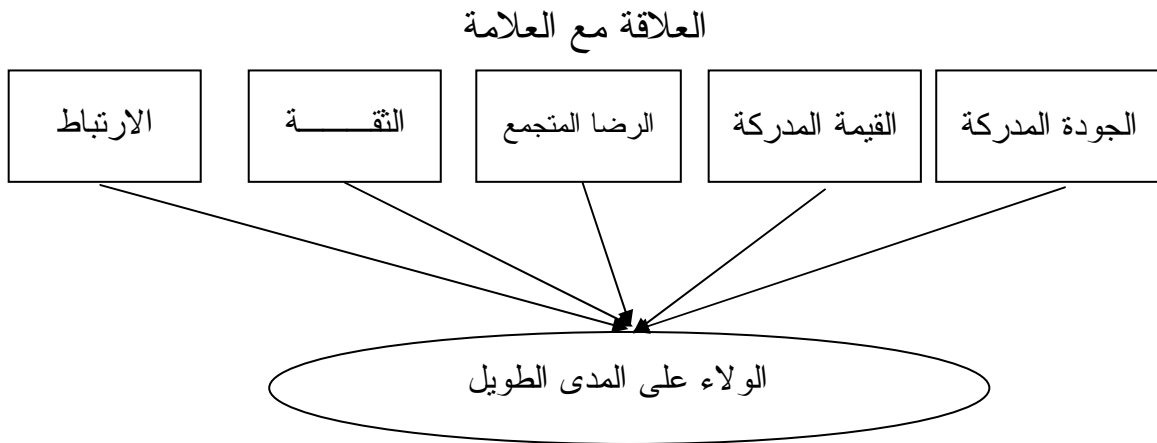 العلاقة مع العلامة
الجودة المدركة
القيمة المدركة
الرضا المتجمع
الثقـــــــة
الارتباط
الولاء على المدى الطويل